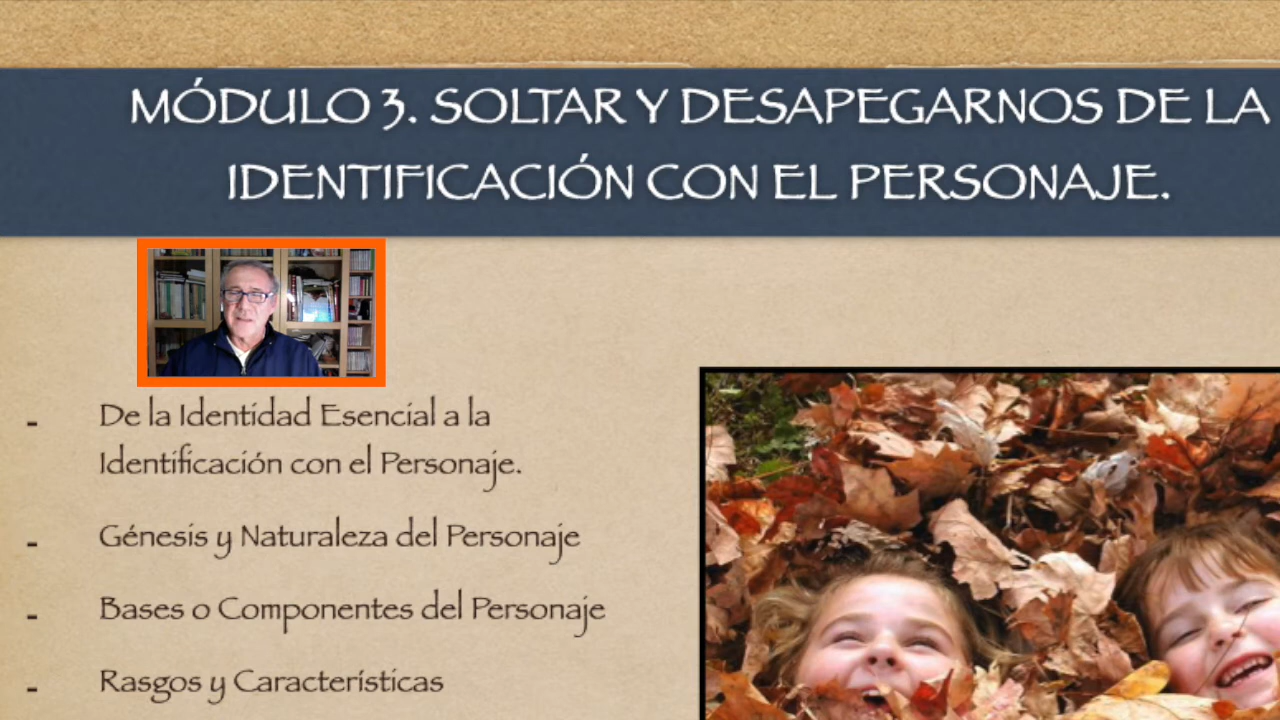 MÓDULO 3. SOLTAR Y DESAPEGARNOS DE LA
IDENTIFICACIÓN CON EL PERSONAJE.
- De la Identidad Esencial a la
Identificación con el Personaje.
- Génesis y Naturaleza del Personaje
- Bases o Componentes del Personaje
- Rasgos y Características